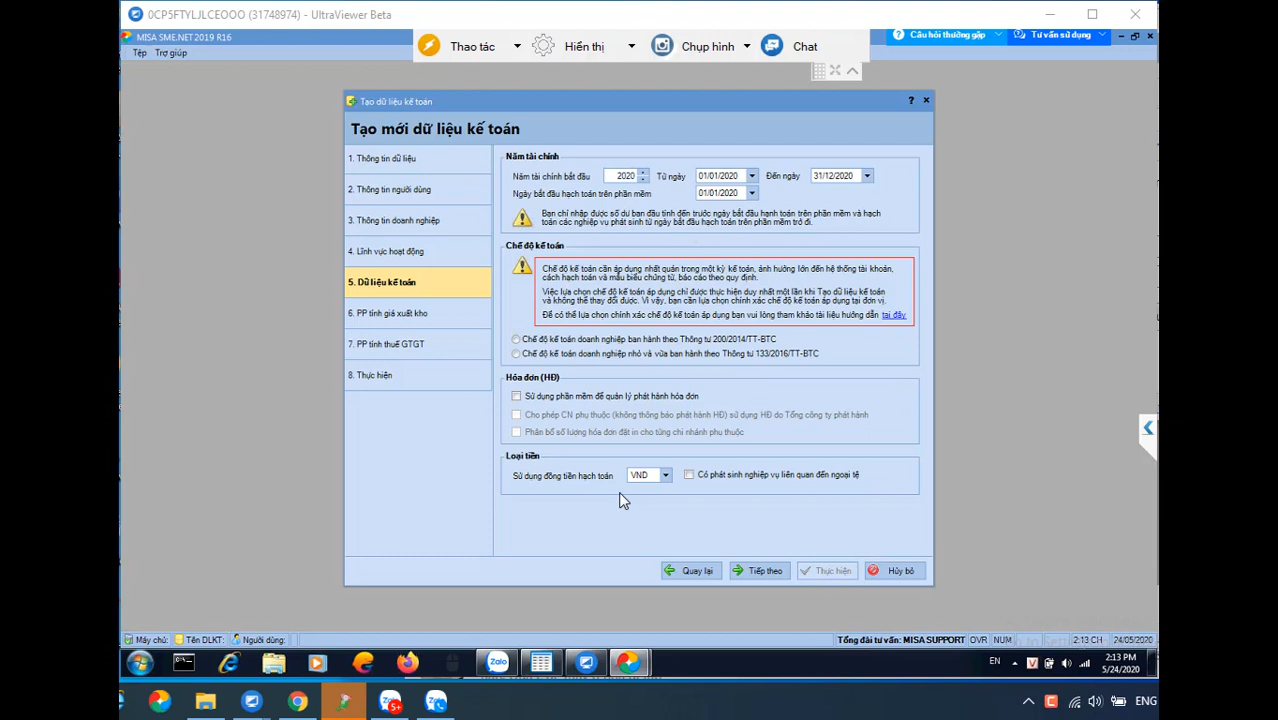 0CP5FTYLJLCEOOO (31748974) - UltraViewer Beta
MISA SME.NET2019 R16
Thao tác
Hiển thị
Chụp hình
Chat
Câu hỏi thường gặp
Tư vấn sử dụng
Tệp Trợ giúp
Tạo dữ liệu kế toán
Tạo mới dữ liệu kế toán
1. Thông tin dữ liệu
2. Thông tin người dùng
3. Thông tin doanh nghiệp
4. Lĩnh vực hoạt động
5. Dữ liệu kế toán
6. PP tính giá xuất kho
7. PP tính thuế GTGT
8. Thực hiện
Năm tài chính
Năm tài chính bắt đầu 2020 Từ ngày 01/01/2020 Đến ngày 31/12/2020
Ngày bắt đầu hạch toán trên phần mềm 01/01/2020
Bạn chỉ nhập được số dư ban đầu tính đến trước ngày bắt đầu hạnh toán trên phần mềm và hạch
toán các nghiệp vụ phát sinh từ ngày bắt đầu hạch toán trên phần mềm trở đi.
Chế độ kế toán
Chế độ kế toán cần áp dụng nhất quán trong một kỳ kế toán, ảnh hưởng lớn đến hệ thống tài khoản,
cách hạch toán và mẫu biểu chứng từ, báo cáo theo quy định.
Việc lựa chọn chế độ kế toán áp dụng chỉ được thực hiện duy nhất một lần khi Tạo dữ liệu kế toán
và không thể thay đổi được. Vì vậy, bạn cần lựa chọn chính xác chế độ kế toán áp dụng tại đơn vị.
Để có thể lựa chọn chính xác chế độ kế toán áp dụng bạn vui lòng tham khảo tài liệu hướng dẫn tại đây.
Chế độ kế toán doanh nghiệp ban hành theo Thông tư 200/2014/TT-BTC
Chế độ kế toán doanh nghiệp nhỏ và vừa ban hành theo Thông tư 133/2016/TT-BTC
Hóa đơn (HĐ)
Sử dụng phần mềm để quản lý phát hành hóa đơn
Cho phép CN phụ thuộc (không thông báo phát hành HĐ) sử dụng HĐ do Tổng công ty phát hành
Phân bổ số lượng hóa đơn đặt in cho từng chi nhánh phụ thuộc
Loại tiền
Sử dụng đồng tiền hạch toán VND Có phát sinh nghiệp vụ liên quan đến ngoại tệ
Quay lại
Tiếp theo
Thực hiện
Hủy bỏ
Máy chủ: Tên DLKT: Người dùng:
Tổng đài tư vấn: MISA SUPPORT OVR NUM 2:13 CH 24/05/2020
Zalo
EN
2:13 PM
5/24/2020
5+
ENG